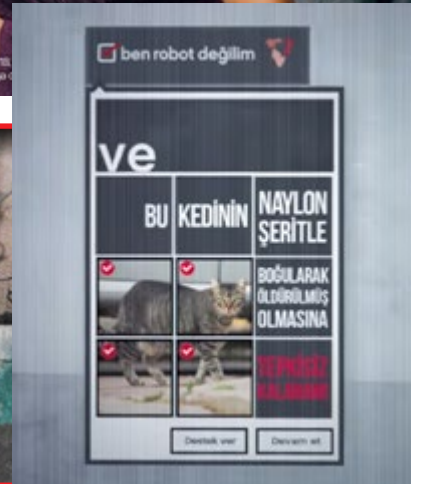 ben robot değilim
ve
BU KEDİNİN NAYLON ŞERİTLE
BOĞULARAK
ÖLDÜRÜLMÜŞ
OLMASINA
TEPKİSİZ
KALAMAM!
Destek ver Devam et